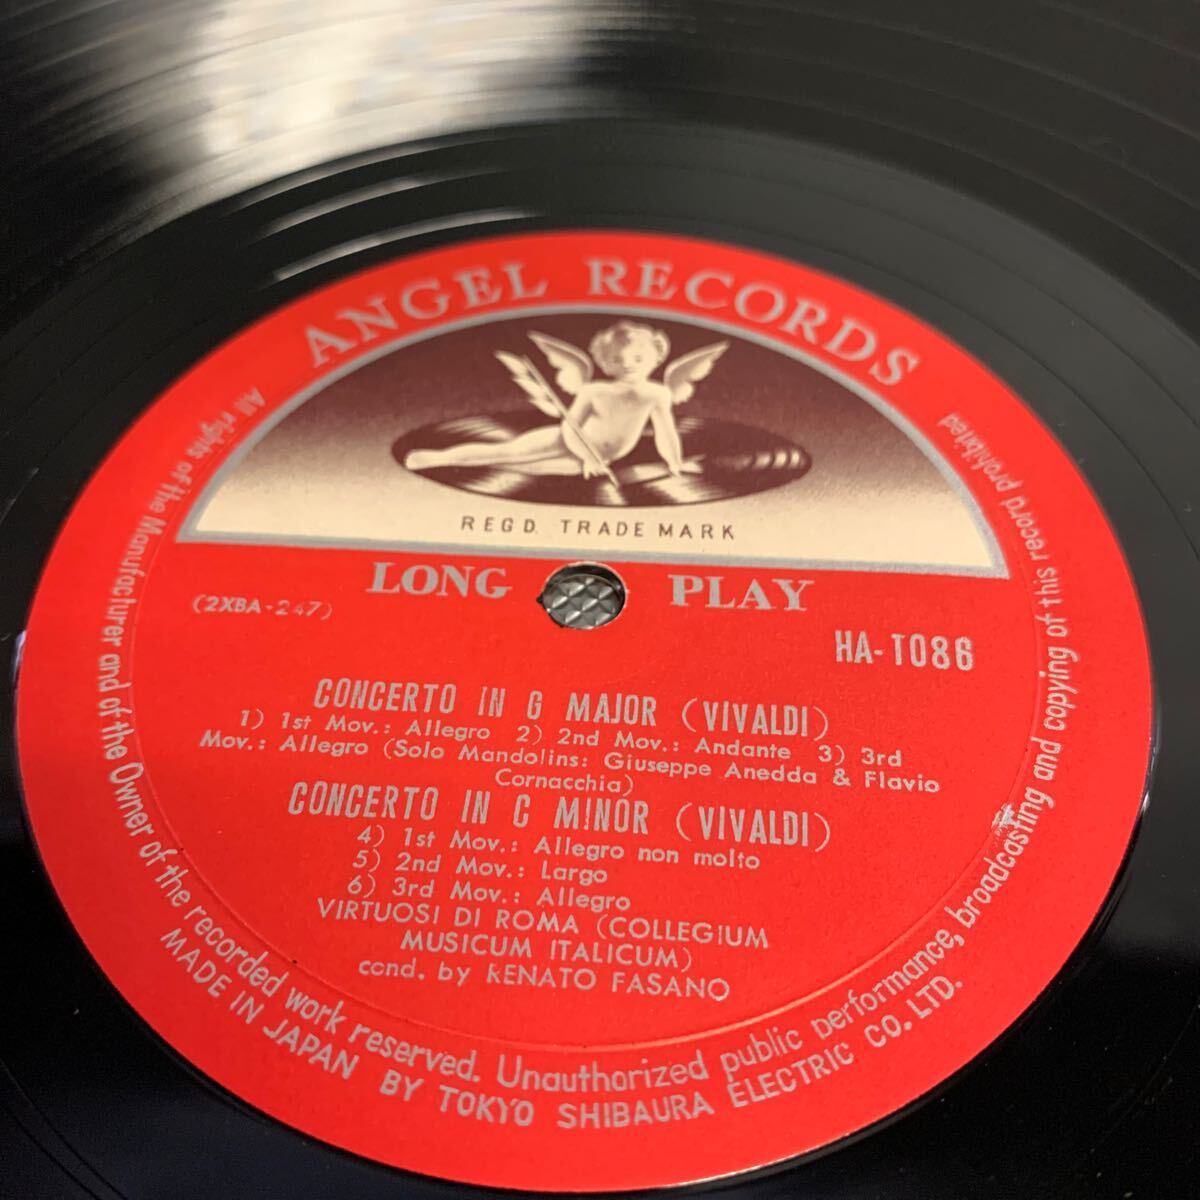 ANGEL RECORDS
REGD. TRADE MARK
LONG PLAY
(2XBA-247)
HA-1086
CONCERTO IN G MAJOR (VIVALDI)
1) 1st Mov.: Allegro 2) 2nd Mov.: Andante 3) 3rd
Mov.: Allegro (Solo Mandolins: Giuseppe Anedda & Flavio
Cornacchia)
CONCERTO IN C MINOR (VIVALDI)
4) 1st Mov.: Allegro non molto
5) 2nd Mov.: Largo
6) 3rd Mov.: Allegro
VIRTUOSI DI ROMA (COLLEGIUM
MUSICUM ITALICUM)
cond. by RENATO FASANO
All rights of the Manufacturer and of the Owner of the recorded work reserved. Unauthorized public performance, broadcasting and copying of this record prohibited
MADE IN JAPAN BY TOKYO SHIBAURA ELECTRIC CO. LTD.